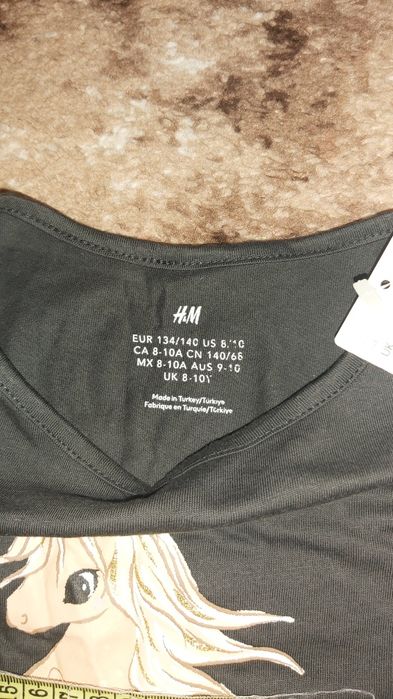 H&M
EUR 134/140 US 8/10
CA 8-10A CN 140/68
MX 8-10A AUS 9-10
UK 8-10Y
Made in Turkey/Türkiye
Fabriqué en Turquie/Türkiye
UK